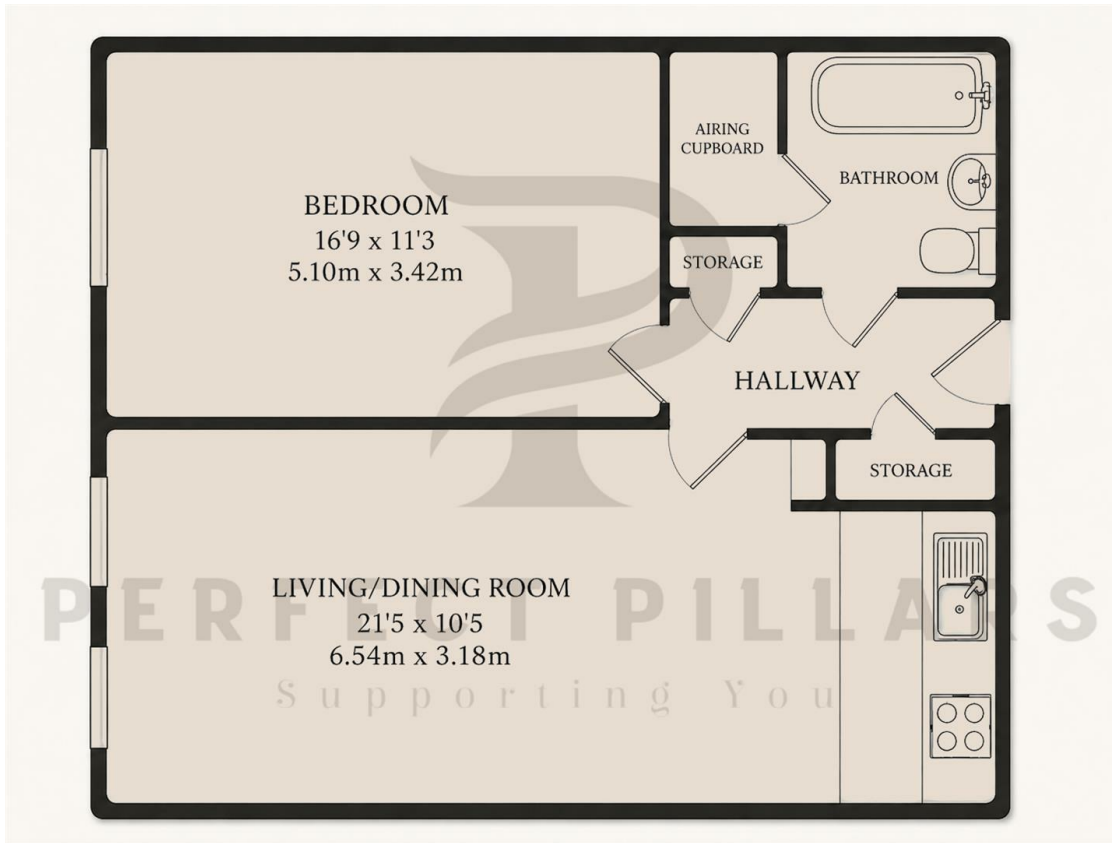 AIRING
CUPBOARD
BATHROOM
BEDROOM
16'9 x 11'3
5.10m x 3.42m
STORAGE
HALLWAY
STORAGE
LIVING/DINING ROOM
21'5 x 10'5
6.54m x 3.18m
PERFECT PILLARS
Supporting You